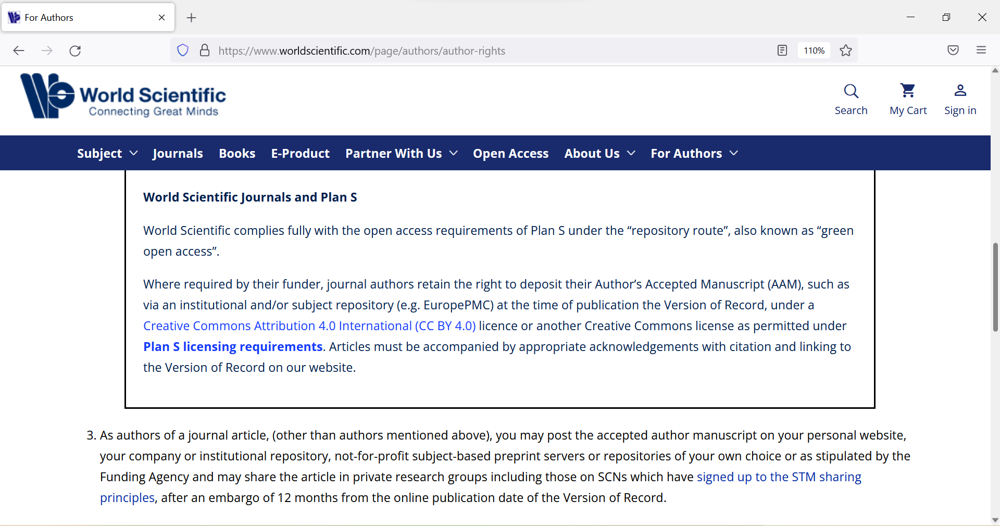 For Authors
https://www.worldscientific.com/page/authors/author-rights
110%
World Scientific
Connecting Great Minds
Search
My Cart
Sign in
Subject
Journals
Books
E-Product
Partner With Us
Open Access
About Us
For Authors
World Scientific Journals and Plan S
World Scientific complies fully with the open access requirements of Plan S under the “repository route”, also known as “green
open access”.
Where required by their funder, journal authors retain the right to deposit their Author’s Accepted Manuscript (AAM), such as
via an institutional and/or subject repository (e.g. EuropePMC) at the time of publication the Version of Record, under a
Creative Commons Attribution 4.0 International (CC BY 4.0) licence or another Creative Commons license as permitted under
Plan S licensing requirements. Articles must be accompanied by appropriate acknowledgements with citation and linking to
the Version of Record on our website.
3. As authors of a journal article, (other than authors mentioned above), you may post the accepted author manuscript on your personal website,
your company or institutional repository, not-for-profit subject-based preprint servers or repositories of your own choice or as stipulated by the
Funding Agency and may share the article in private research groups including those on SCNs which have signed up to the STM sharing
principles, after an embargo of 12 months from the online publication date of the Version of Record.